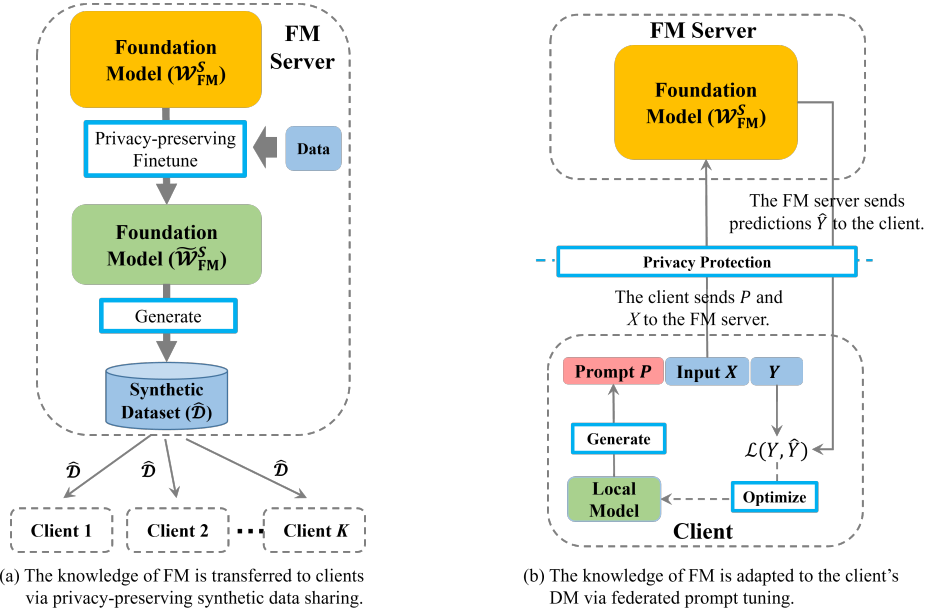 FM
Server
Foundation
Model (𝓦ˢ_FM)
Privacy-preserving
Finetune
Data
Foundation
Model (𝓦̃ˢ_FM)
Generate
Synthetic
Dataset (𝓓̂)
𝓓̂ 𝓓̂ 𝓓̂
Client 1 Client 2 ··· Client K
(a) The knowledge of FM is transferred to clients
via privacy-preserving synthetic data sharing.
FM Server
Foundation
Model (𝓦ˢ_FM)
The FM server sends
predictions Ŷ to the client.
Privacy Protection
The client sends P and
X to the FM server.
Prompt P Input X Y
Generate
ℒ(Y, Ŷ)
Local
Model
Optimize
Client
(b) The knowledge of FM is adapted to the client’s
DM via federated prompt tuning.